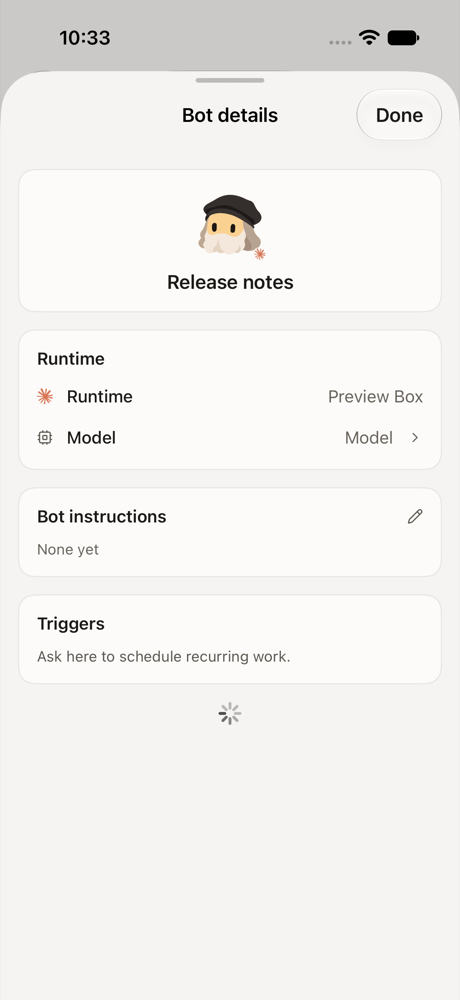 10:33
Bot details
Done
Release notes
Runtime
Runtime
Preview Box
Model
Model
Bot instructions
None yet
Triggers
Ask here to schedule recurring work.